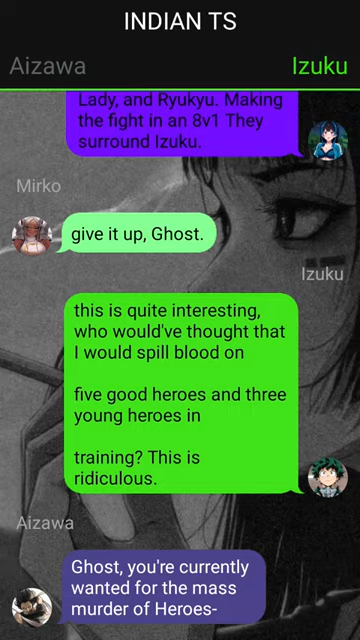 INDIAN TS
Aizawa
Izuku
Lady, and Ryukyu. Making
the fight in an 8v1 They
surround Izuku.
Mirko
give it up, Ghost.
Izuku
this is quite interesting,
who would've thought that
I would spill blood on
five good heroes and three
young heroes in
training? This is
ridiculous.
Aizawa
Ghost, you're currently
wanted for the mass
murder of Heroes-